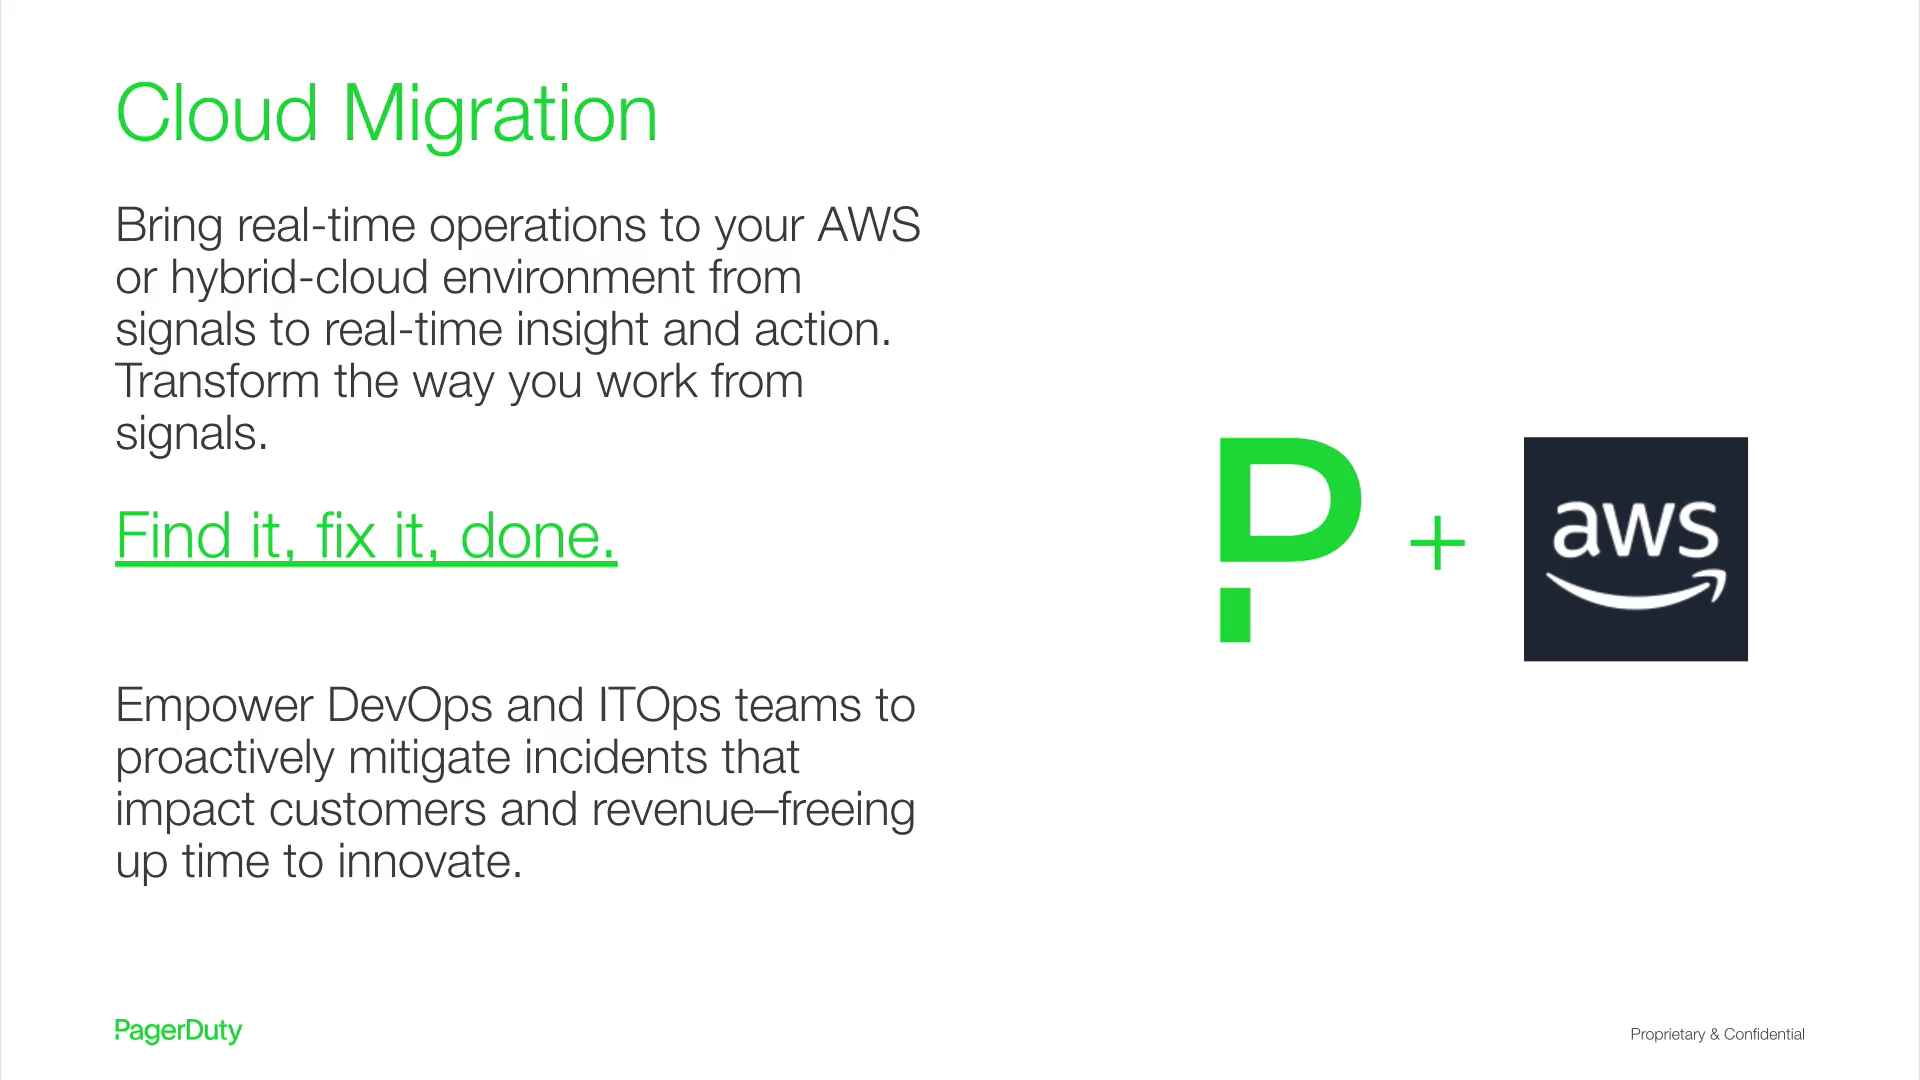 Cloud Migration
Bring real-time operations to your AWS
or hybrid-cloud environment from
signals to real-time insight and action.
Transform the way you work from
signals.
Find it, fix it, done.
Empower DevOps and ITOps teams to
proactively mitigate incidents that
impact customers and revenue–freeing
up time to innovate.
P + aws
PagerDuty
Proprietary & Confidential